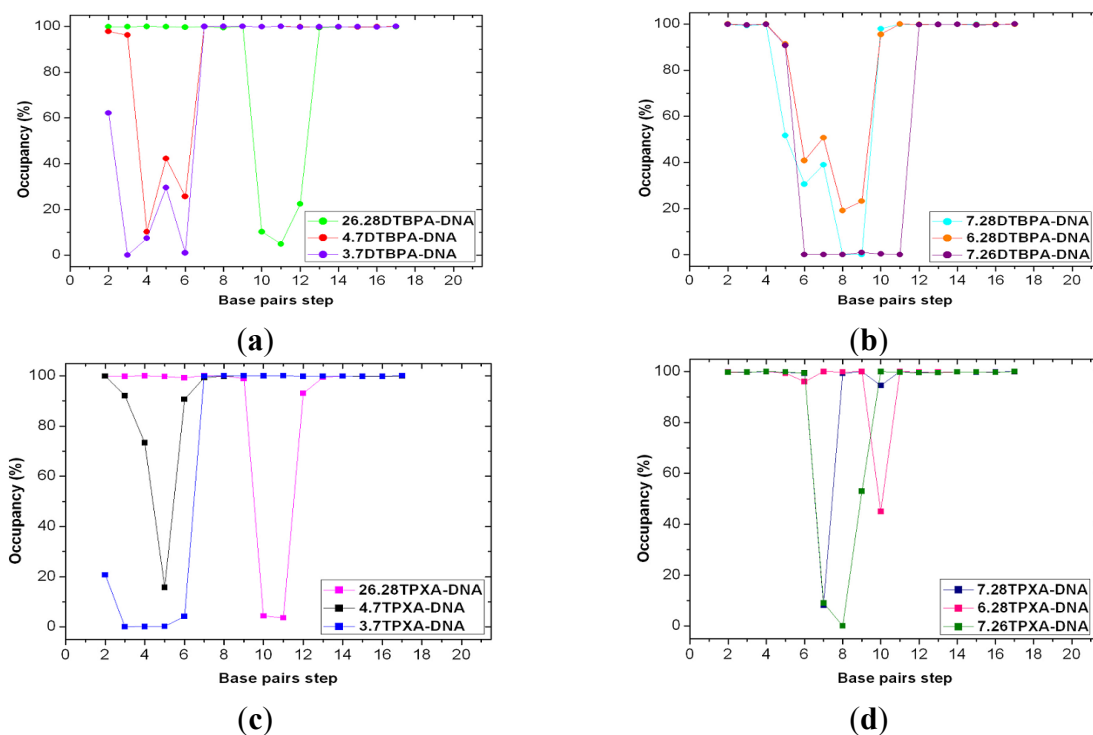 100
80
60
40
20
0
Occupancy (%)
26.28DTBPA-DNA
4.7DTBPA-DNA
3.7DTBPA-DNA
0 2 4 6 8 10 12 14 16 18 20
Base pairs step
(a)
100
80
60
40
20
0
Occupancy (%)
7.28DTBPA-DNA
6.28DTBPA-DNA
7.26DTBPA-DNA
0 2 4 6 8 10 12 14 16 18 20
Base pairs step
(b)
100
80
60
40
20
0
Occupancy (%)
26.28TPXA-DNA
4.7TPXA-DNA
3.7TPXA-DNA
0 2 4 6 8 10 12 14 16 18 20
Base pairs step
(c)
100
80
60
40
20
0
Occupancy (%)
7.28TPXA-DNA
6.28TPXA-DNA
7.26TPXA-DNA
0 2 4 6 8 10 12 14 16 18 20
Base pairs step
(d)